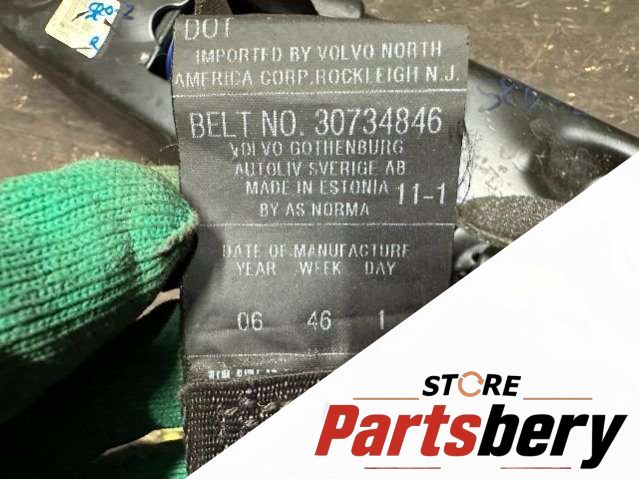 DOT
IMPORTED BY VOLVO NORTH
AMERICA CORP, ROCKLEIGH N.J.
BELT NO. 30734846
VOLVO GOTHENBURG
AUTOLIV SVERIGE AB
MADE IN ESTONIA 11-1
BY AS NORMA
DATE OF MANUFACTURE
YEAR WEEK DAY
06 46 1
STORE
Partsbery